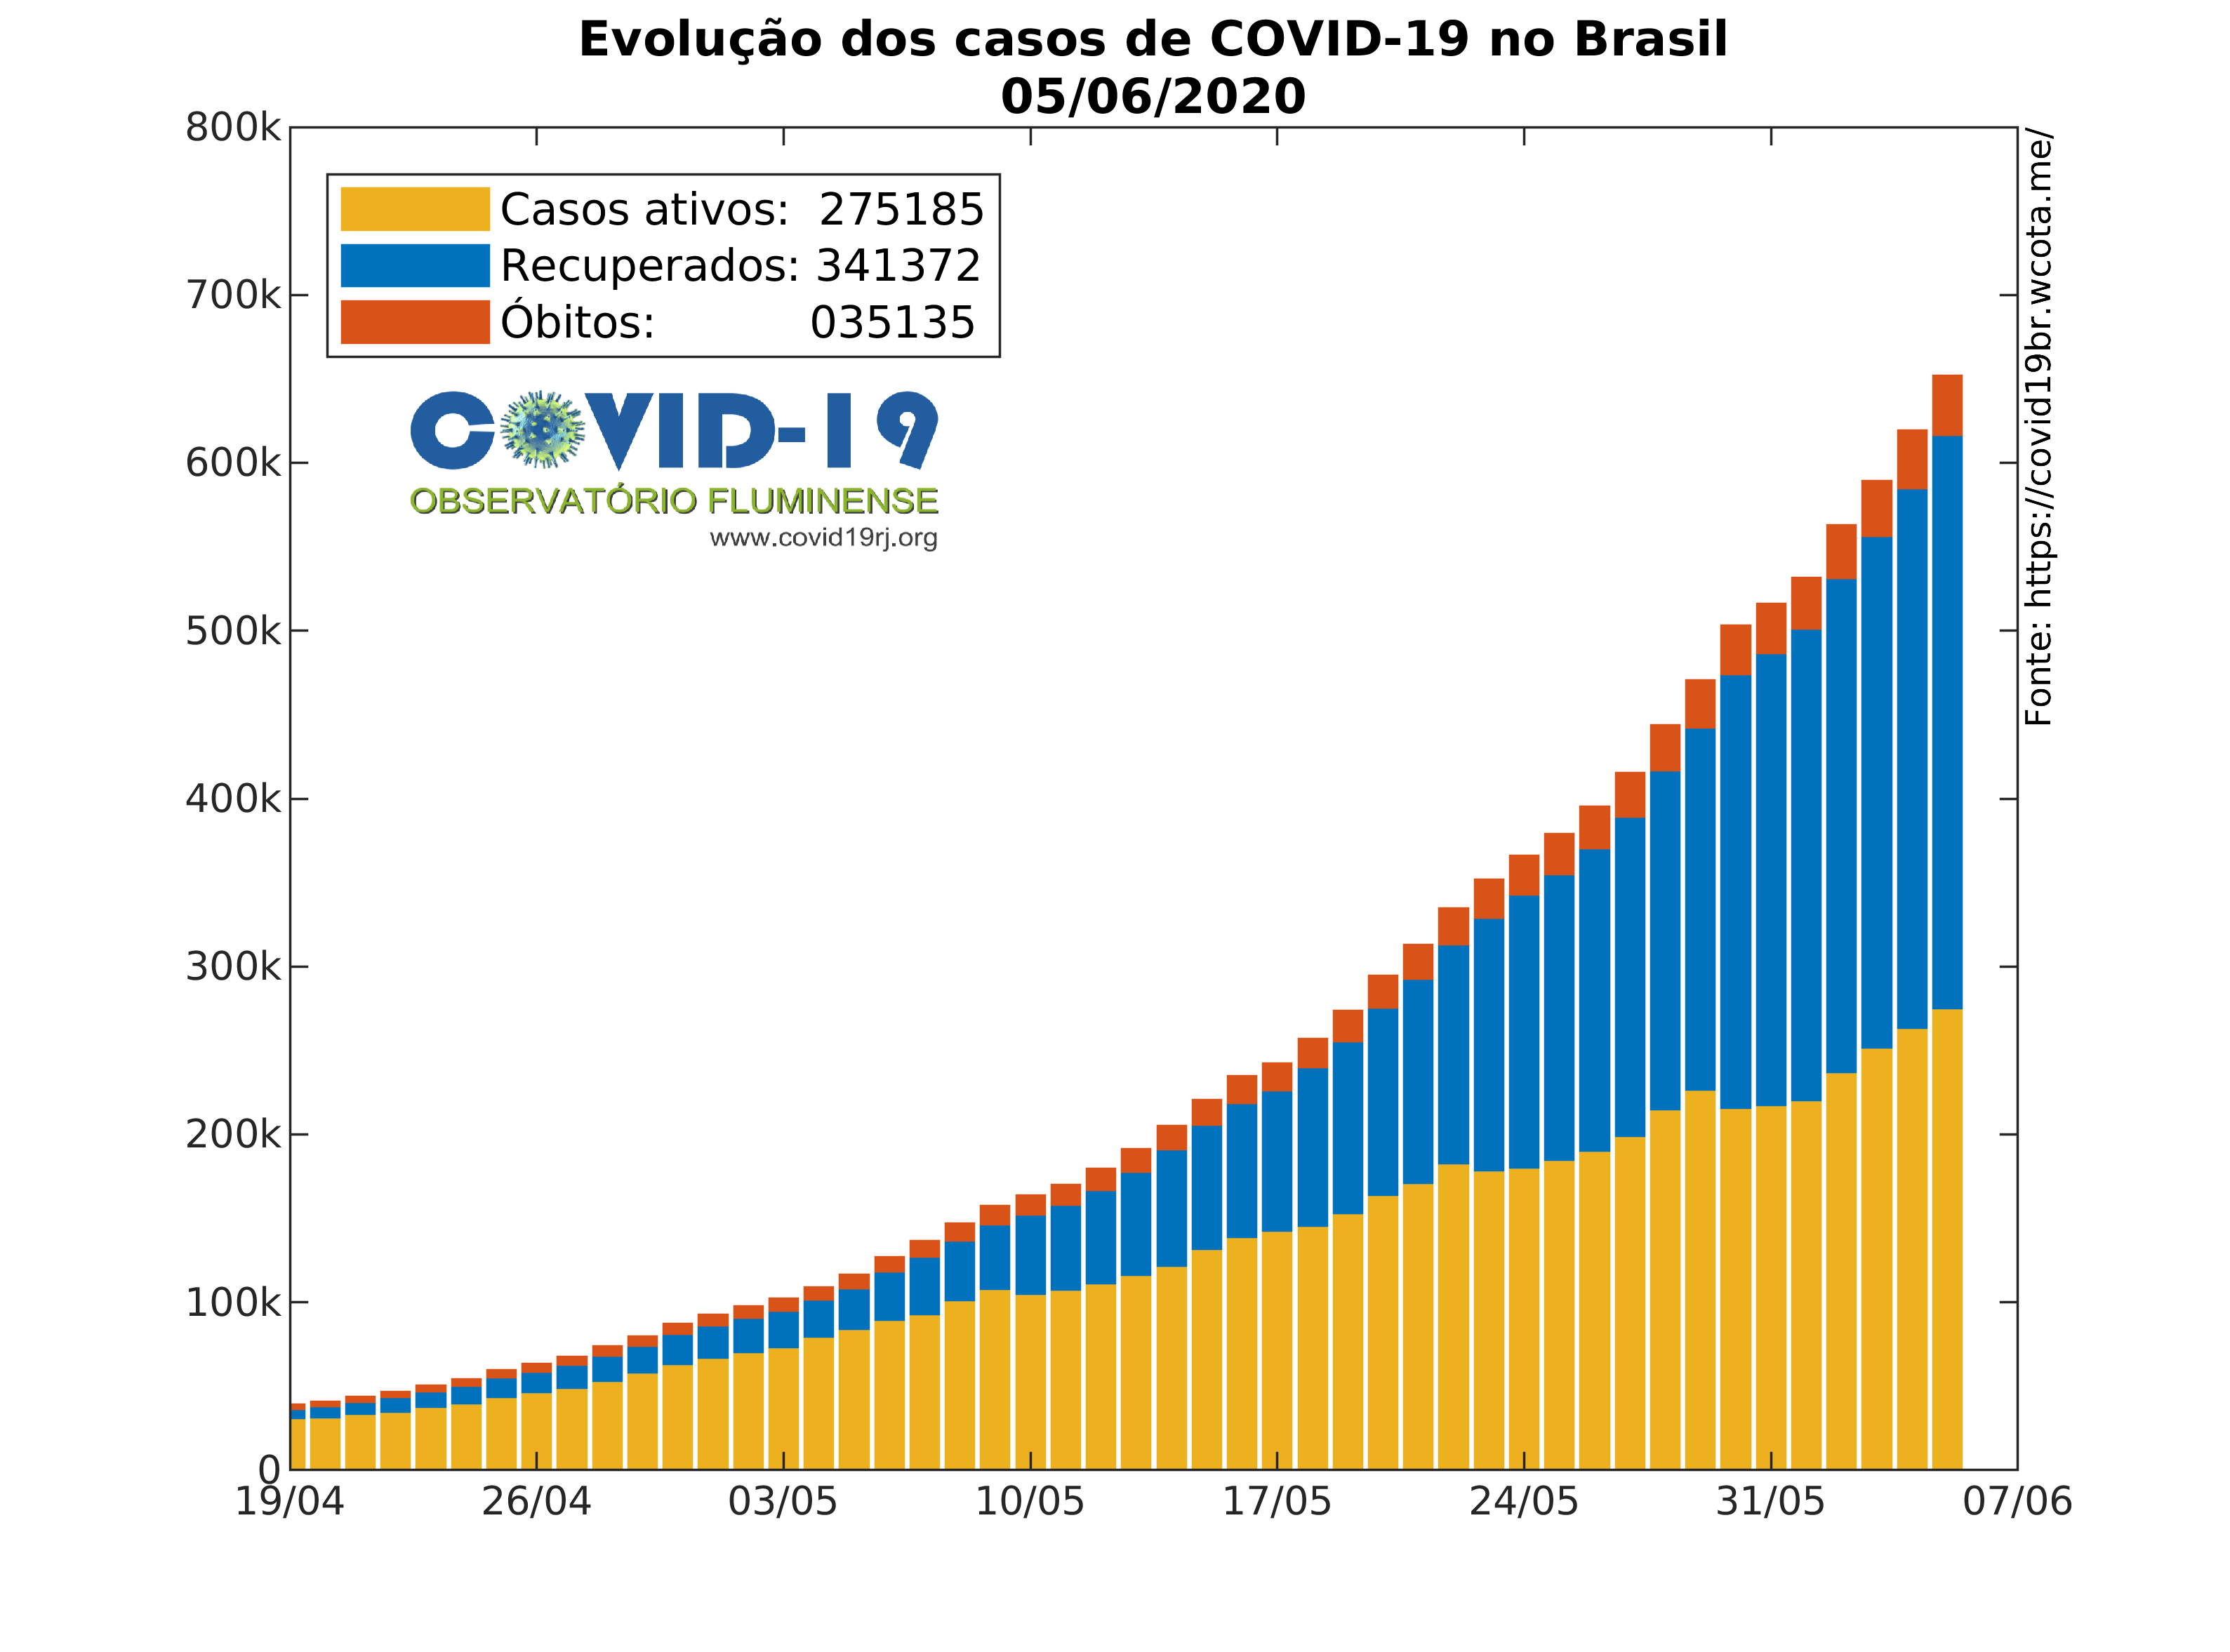 Evolução dos casos de COVID-19 no Brasil
05/06/2020
800k
700k
600k
500k
400k
300k
200k
100k
0
Casos ativos: 275185
Recuperados: 341372
Óbitos: 035135
COVID-19
OBSERVATÓRIO FLUMINENSE
www.covid19rj.org
Fonte: https://covid19br.wcota.me/
19/04 26/04 03/05 10/05 17/05 24/05 31/05 07/06